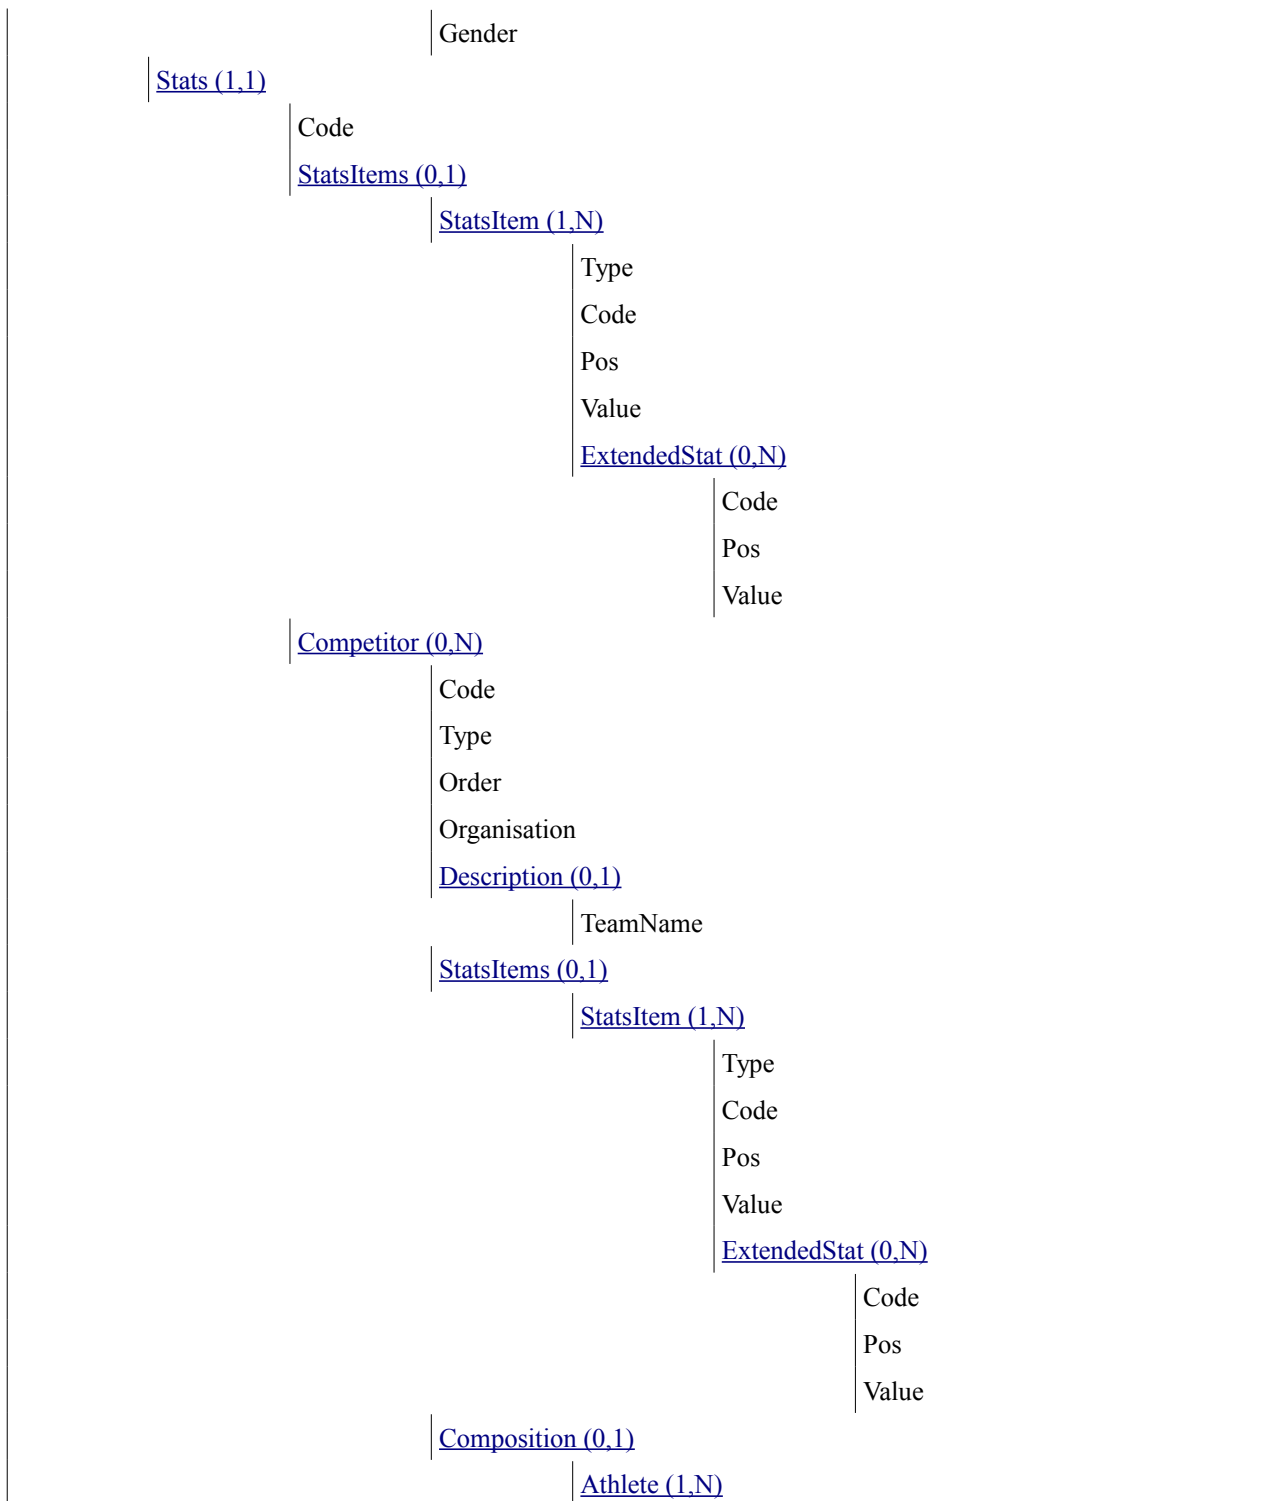 Gender
Stats (1,1)
Code
StatsItems (0,1)
StatsItem (1,N)
Type
Code
Pos
Value
ExtendedStat (0,N)
Code
Pos
Value
Competitor (0,N)
Code
Type
Order
Organisation
Description (0,1)
TeamName
StatsItems (0,1)
StatsItem (1,N)
Type
Code
Pos
Value
ExtendedStat (0,N)
Code
Pos
Value
Composition (0,1)
Athlete (1,N)